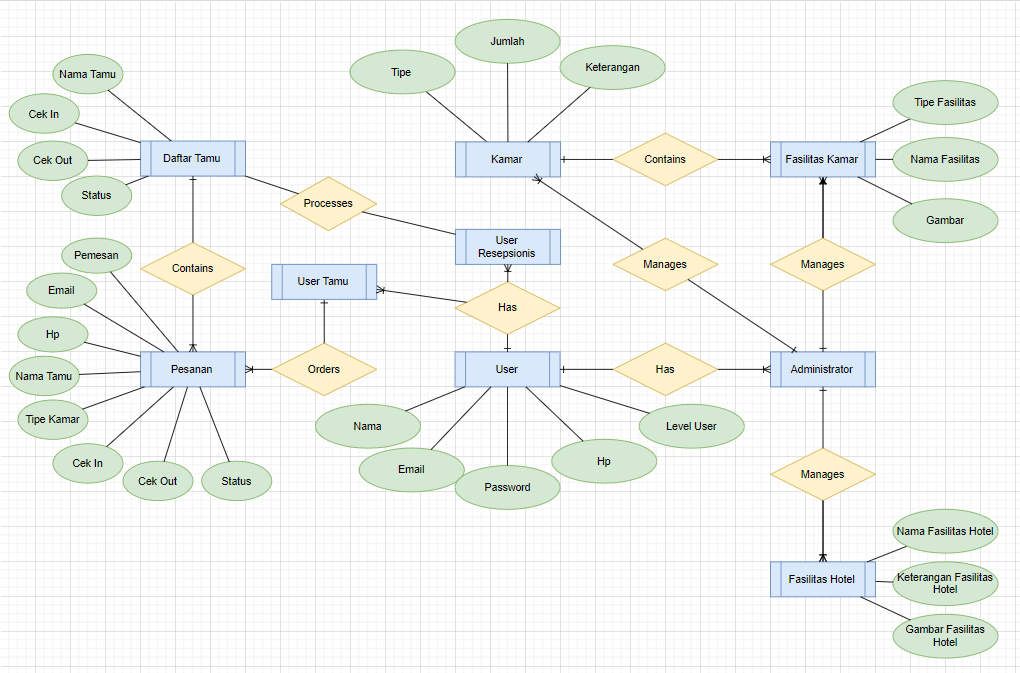 Jumlah
Tipe
Keterangan
Nama Tamu
Cek In
Cek Out
Status
Daftar Tamu
Kamar
Contains
Fasilitas Kamar
Tipe Fasilitas
Nama Fasilitas
Gambar
Processes
User
Resepsionis
Contains
User Tamu
Has
Manages
Manages
Pemesan
Email
Hp
Nama Tamu
Tipe Kamar
Cek In
Cek Out
Status
Pesanan
Orders
User
Has
Administrator
Nama
Email
Password
Hp
Level User
Manages
Fasilitas Hotel
Nama Fasilitas Hotel
Keterangan Fasilitas
Hotel
Gambar Fasilitas
Hotel